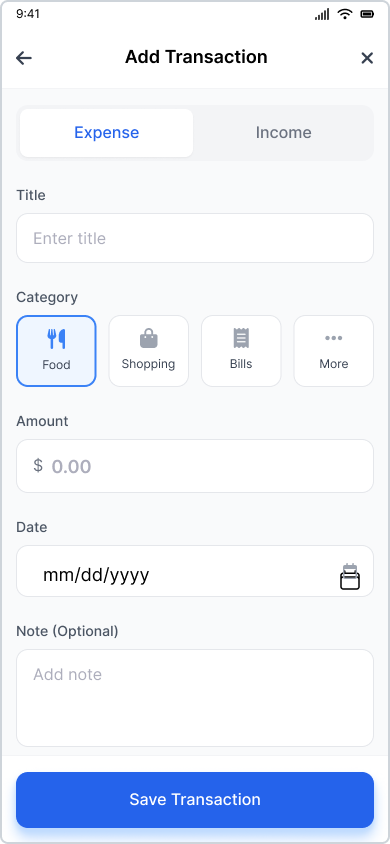 9:41
Add Transaction
Expense Income
Title
Enter title
Category
Food Shopping Bills More
Amount
$ 0.00
Date
mm/dd/yyyy
Note (Optional)
Add note
Save Transaction